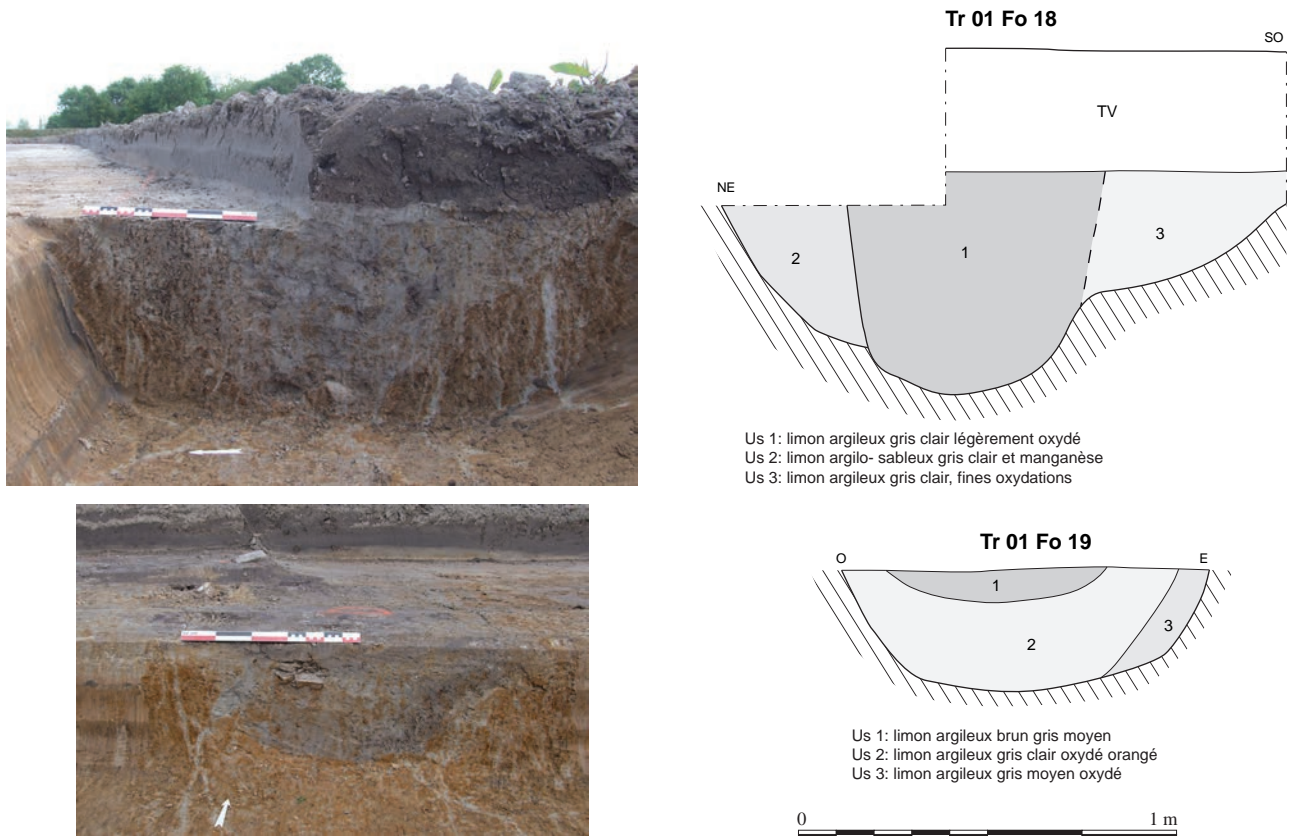 Tr 01 Fo 18
SO
TV
NE
2
1
3
Us 1: limon argileux gris clair légèrement oxydé
Us 2: limon argilo- sableux gris clair et manganèse
Us 3: limon argileux gris clair, fines oxydations
Tr 01 Fo 19
O
E
1
2
3
Us 1: limon argileux brun gris moyen
Us 2: limon argileux gris clair oxydé orangé
Us 3: limon argileux gris moyen oxydé
0
1 m